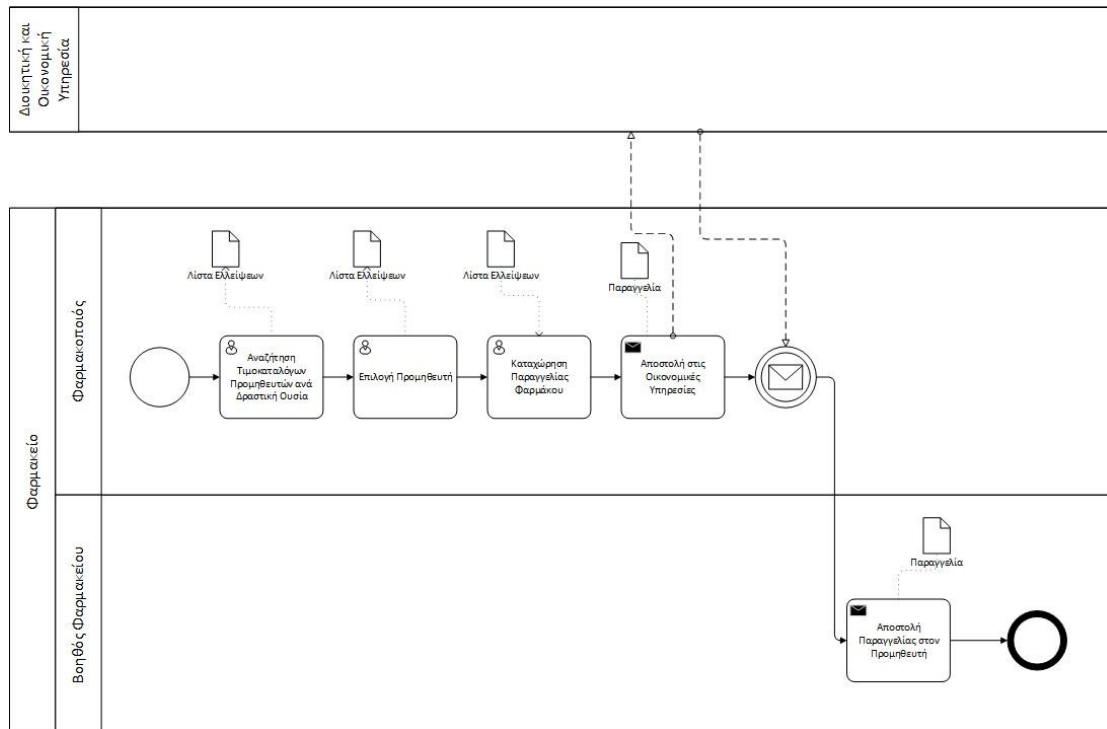 Διοικητική και
Οικονομική
Υπηρεσία
Φαρμακείο
Φαρμακοποιός
Λίστα Ελλείψεων
Λίστα Ελλείψεων
Λίστα Ελλείψεων
Παραγγελία
Αναζήτηση
Τιμοκαταλόγων
Προμηθευτών ανά
Δραστική Ουσία
Επιλογή Προμηθευτή
Καταχώρηση
Παραγγελίας
Φαρμάκου
Αποστολή στις
Οικονομικές
Υπηρεσίες
Βοηθός Φαρμακείου
Παραγγελία
Αποστολή
Παραγγελίας στον
Προμηθευτή